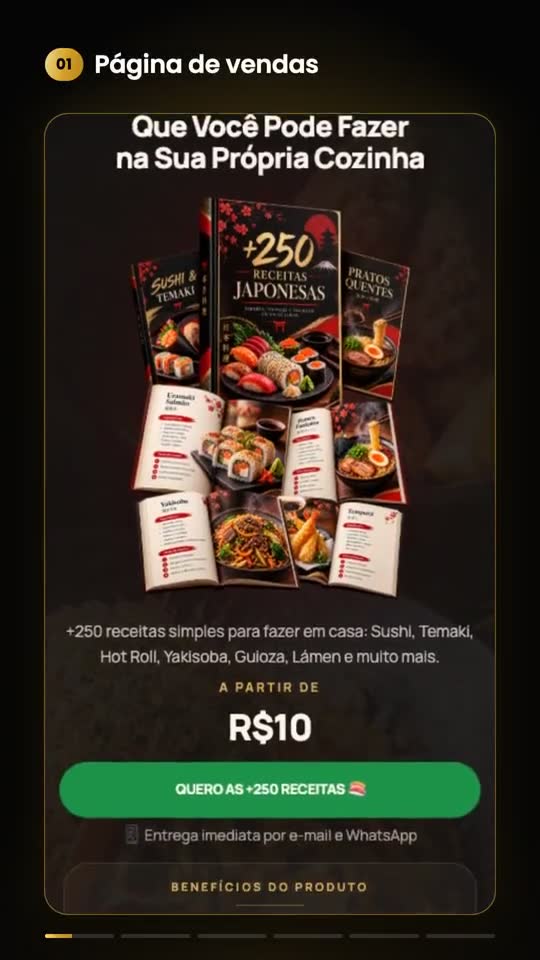 01 Página de vendas
Que Você Pode Fazer
na Sua Própria Cozinha
+250
RECEITAS
JAPONESAS
SUSHI &
TEMAKI
PRATOS
QUENTES
Uramaki
Salmão
Yakisoba
Tempurá
+250 receitas simples para fazer em casa: Sushi, Temaki,
Hot Roll, Yakisoba, Guioza, Lámen e muito mais.
A PARTIR DE
R$10
QUERO AS +250 RECEITAS 🍣
Entrega imediata por e-mail e WhatsApp
BENEFÍCIOS DO PRODUTO